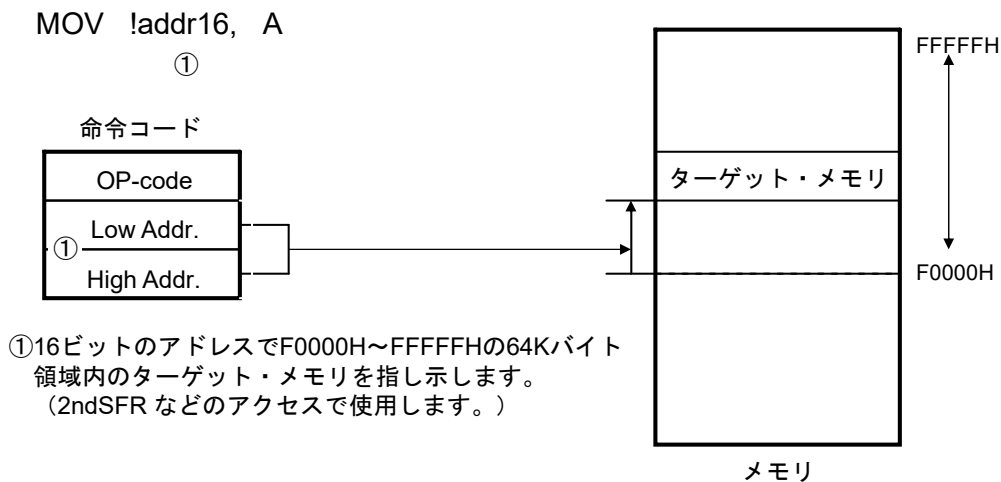 MOV !addr16, A
①
FFFFFH
命令コード
OP-code
ターゲット・メモリ
Low Addr.
①
High Addr.
F0000H
①16ビットのアドレスでF0000H～FFFFFHの64Kバイト
領域内のターゲット・メモリを指し示します。
（2ndSFR などのアクセスで使用します。）
メモリ